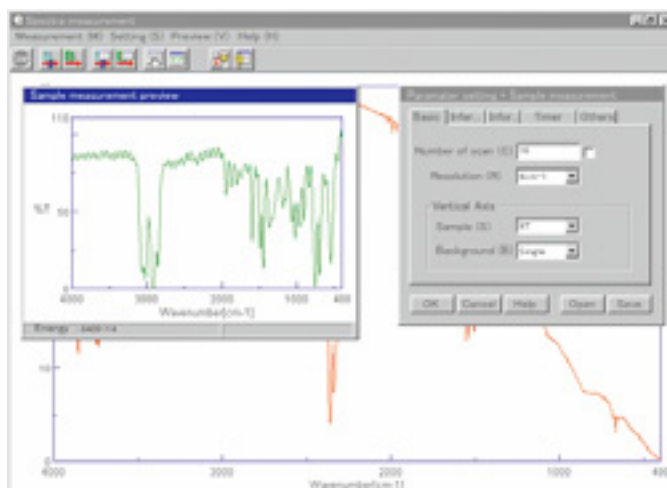 Spectra measurement
Measurement (M) Setting (S) Preview (V) Help (H)
Sample measurement preview
110
%T
50
0
4000 3000 2000 1000 400
Wavenumber[cm-1]
Energy
Parameter setting - Sample measurement
Basic Infor... Infor... Timer Others
Number of scan (C)
Resolution (R)
Vertical Axis
Sample (S) %T
Background (B) Single
OK Cancel Help Open Save
10
0
4000 3000 2000 1000 400
Wavenumber[cm-1]